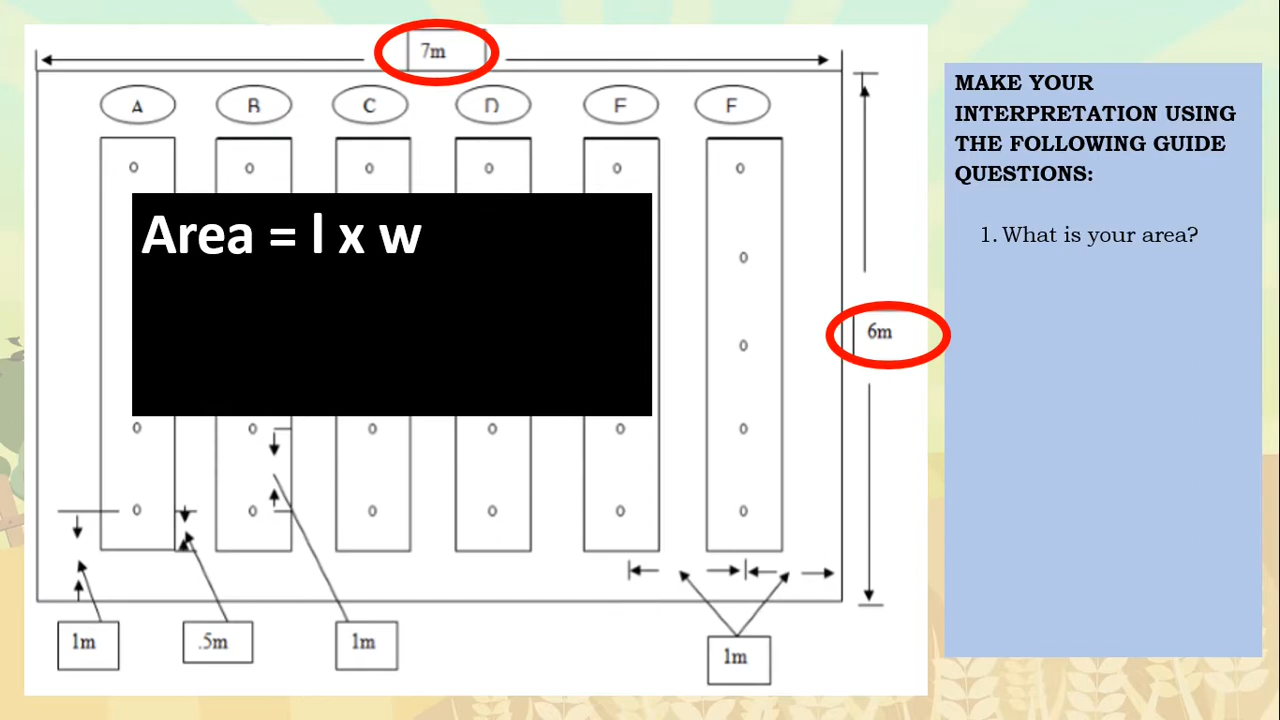 7m
A B C D E F
Area = l x w
6m
1m
.5m
1m
1m
MAKE YOUR
INTERPRETATION USING
THE FOLLOWING GUIDE
QUESTIONS:
1. What is your area?